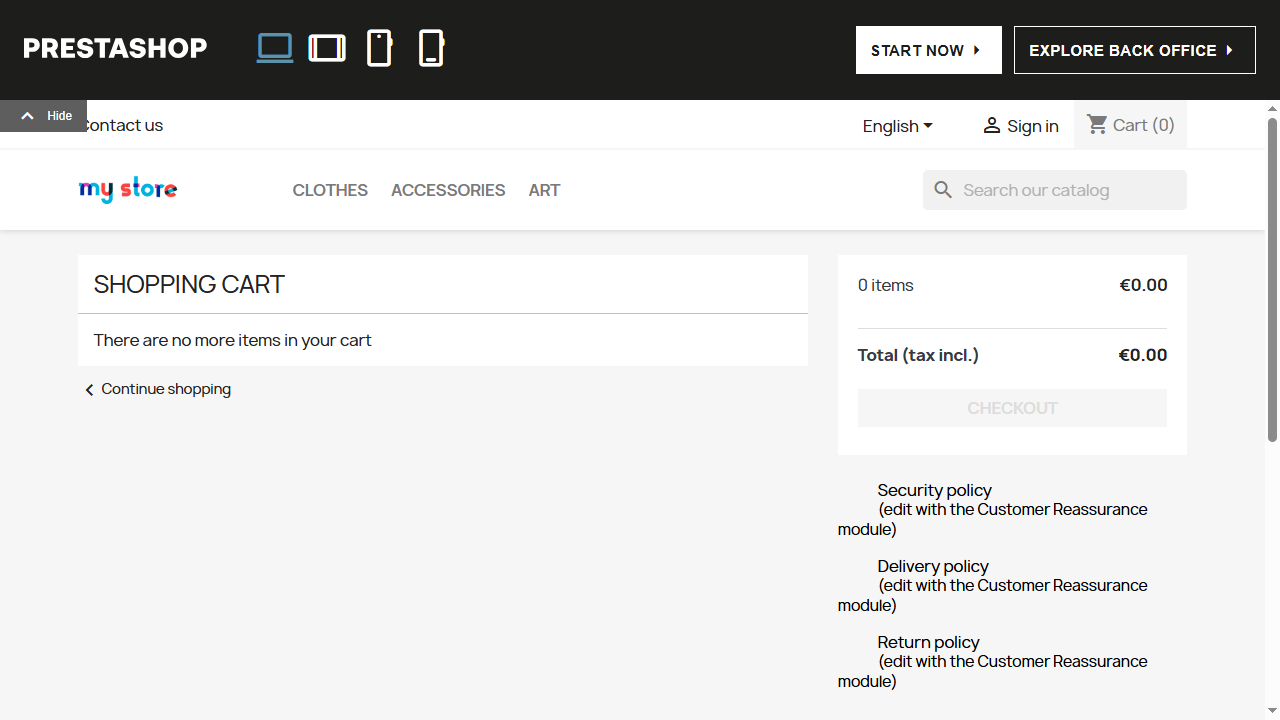 PRESTASHOP
START NOW
EXPLORE BACK OFFICE
Hide
Contact us
English
Sign in
Cart (0)
my store
CLOTHES
ACCESSORIES
ART
Search our catalog
SHOPPING CART
There are no more items in your cart
Continue shopping
0 items €0.00
Total (tax incl.) €0.00
CHECKOUT
Security policy
(edit with the Customer Reassurance
module)
Delivery policy
(edit with the Customer Reassurance
module)
Return policy
(edit with the Customer Reassurance
module)